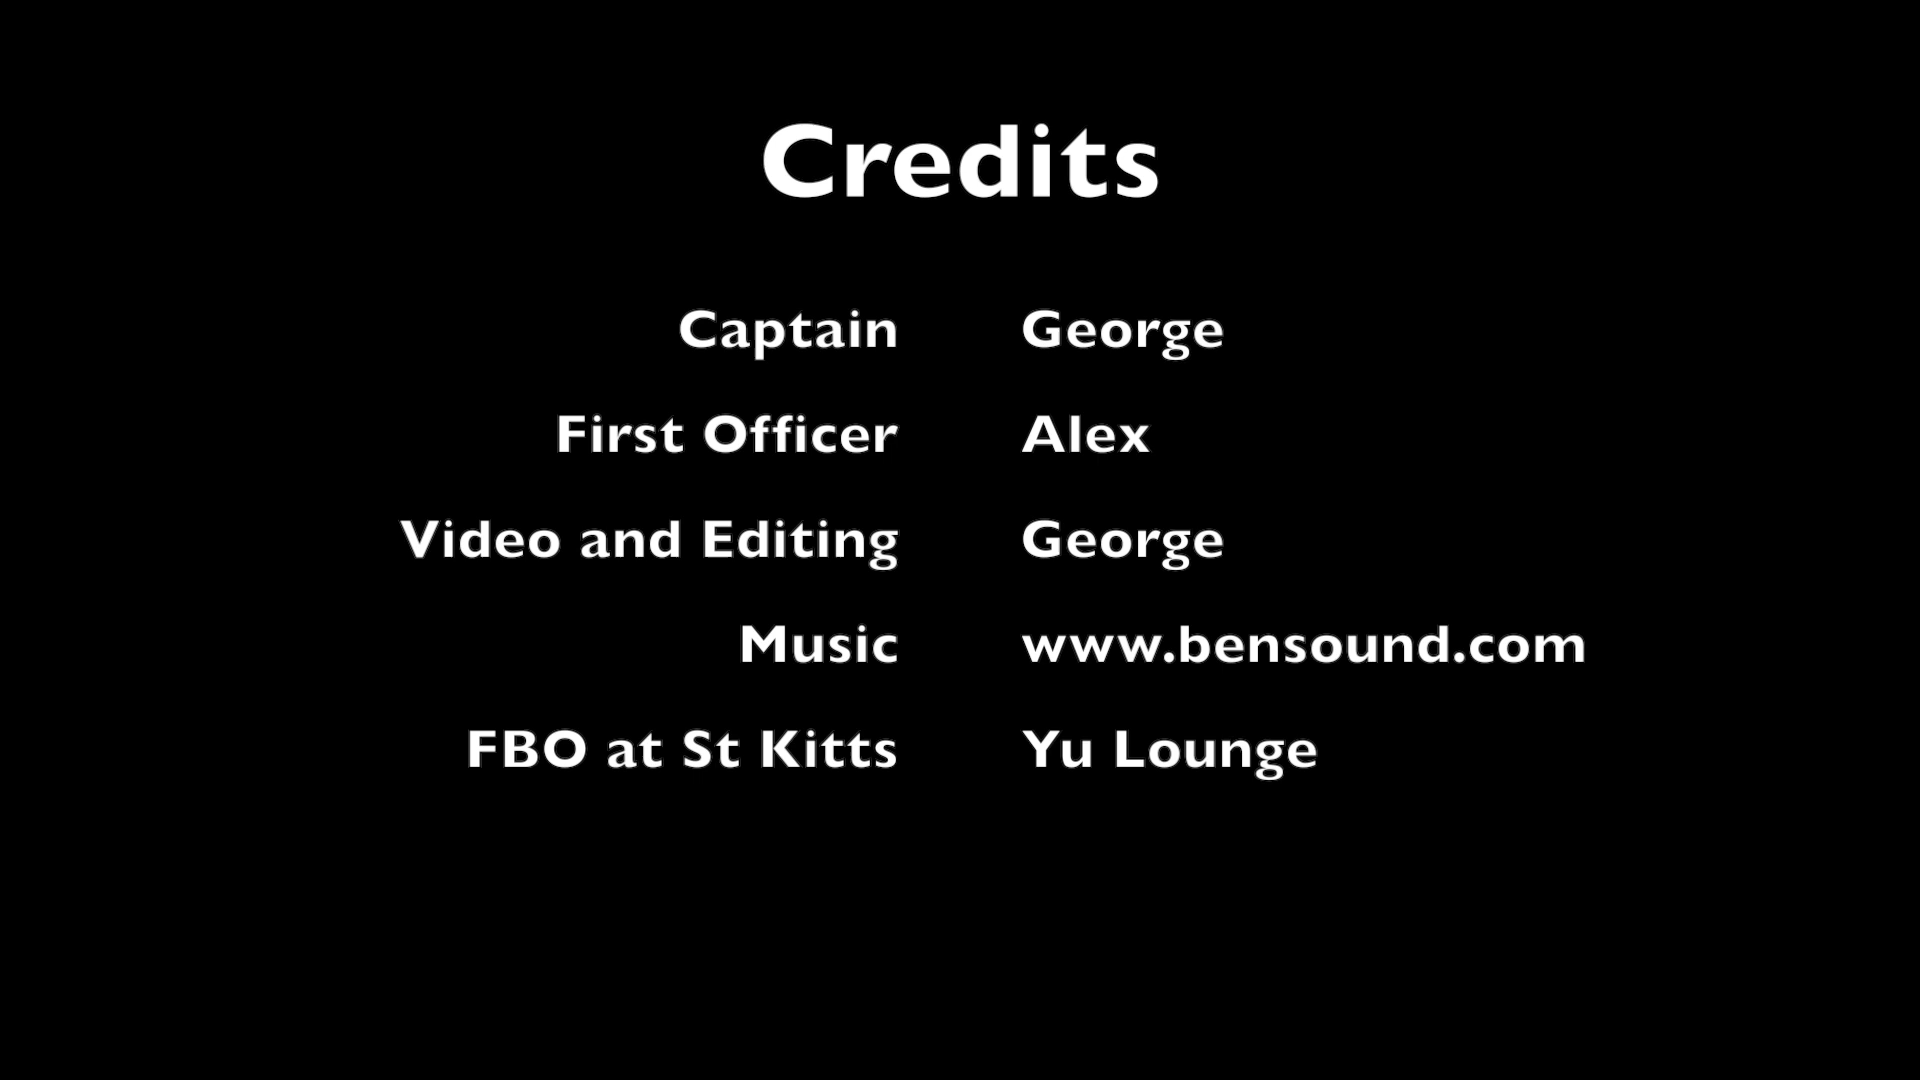 Credits
Captain George
First Officer Alex
Video and Editing George
Music www.bensound.com
FBO at St Kitts Yu Lounge